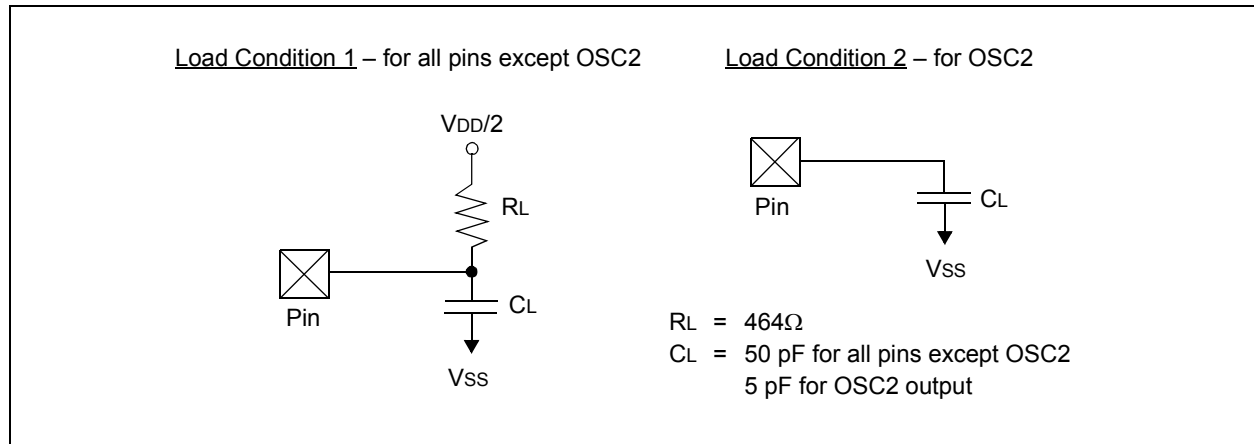 Load Condition 1 – for all pins except OSC2
VDD/2
RL
Pin
CL
VSS
Load Condition 2 – for OSC2
Pin
CL
VSS
RL = 464Ω
CL = 50 pF for all pins except OSC2
5 pF for OSC2 output